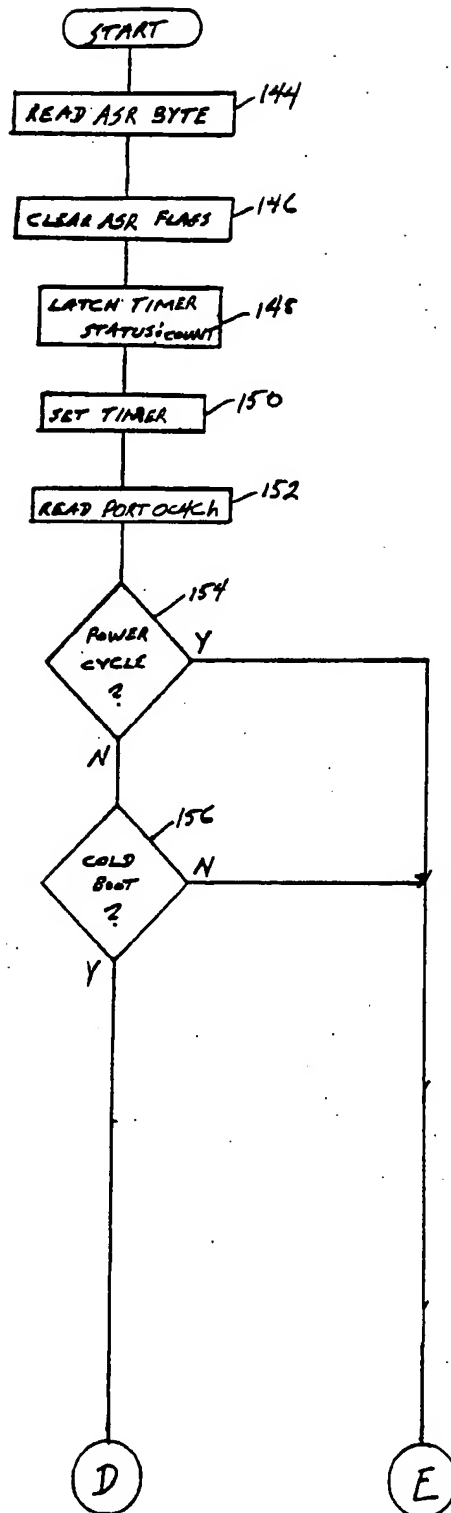 START
READ ASR BYTE
144
CLEAR ASR FLAGS
146
LATCH TIMER
STATUS: COUNT
148
SET TIMER
150
READ PORT 0C4Ch
152
154
POWER
CYCLE
?
Y
N
156
COLD
BOOT
?
N
Y
D
E